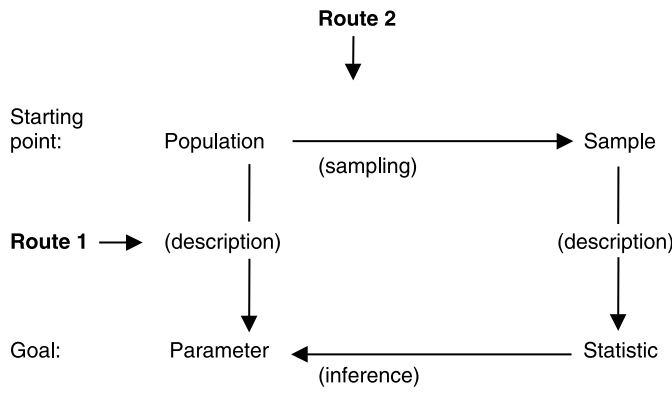 Route 2
Starting
point:
Population
Sample
(sampling)
Route 1
(description)
(description)
Goal:
Parameter
Statistic
(inference)